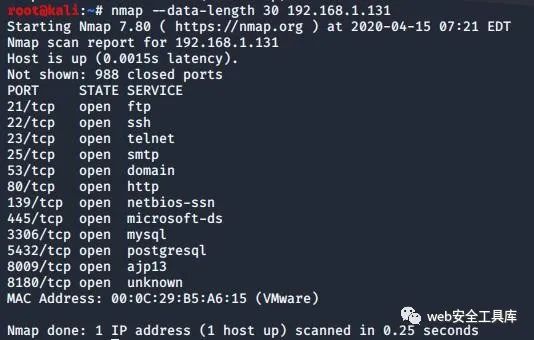 root@kali:~# nmap --data-length 30 192.168.1.131
Starting Nmap 7.80 ( https://nmap.org ) at 2020-04-15 07:21 EDT
Nmap scan report for 192.168.1.131
Host is up (0.0015s latency).
Not shown: 988 closed ports
PORT     STATE SERVICE
21/tcp   open  ftp
22/tcp   open  ssh
23/tcp   open  telnet
25/tcp   open  smtp
53/tcp   open  domain
80/tcp   open  http
139/tcp  open  netbios-ssn
445/tcp  open  microsoft-ds
3306/tcp open  mysql
5432/tcp open  postgresql
8009/tcp open  ajp13
8180/tcp open  unknown
MAC Address: 00:0C:29:B5:A6:15 (VMware)
web安全工具库
Nmap done: 1 IP address (1 host up) scanned in 0.25 seconds